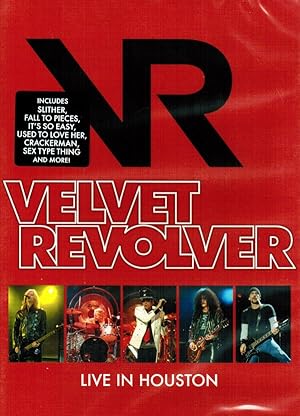 VR
INCLUDES
SLITHER,
FALL TO PIECES,
IT'S SO EASY,
USED TO LOVE HER,
CRACKERMAN,
SEX TYPE THING
AND MORE!
VELVET
REVOLVER
LIVE IN HOUSTON